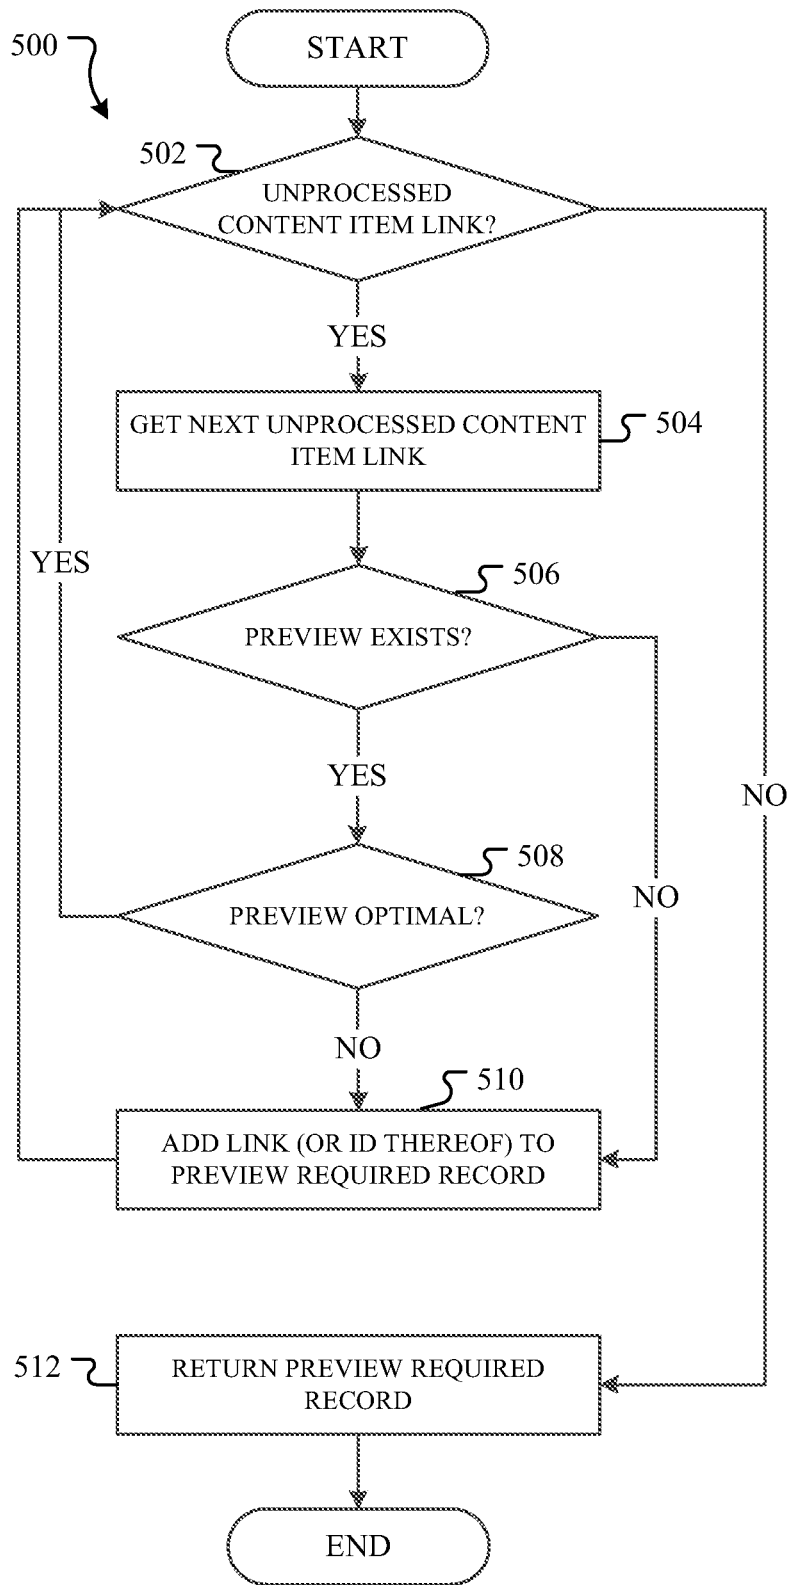 START
500
502
UNPROCESSED
CONTENT ITEM LINK?
YES
GET NEXT UNPROCESSED CONTENT
ITEM LINK
504
YES
506
PREVIEW EXISTS?
YES
NO
508
PREVIEW OPTIMAL?
NO
NO
510
ADD LINK (OR ID THEREOF) TO
PREVIEW REQUIRED RECORD
512
RETURN PREVIEW REQUIRED
RECORD
END